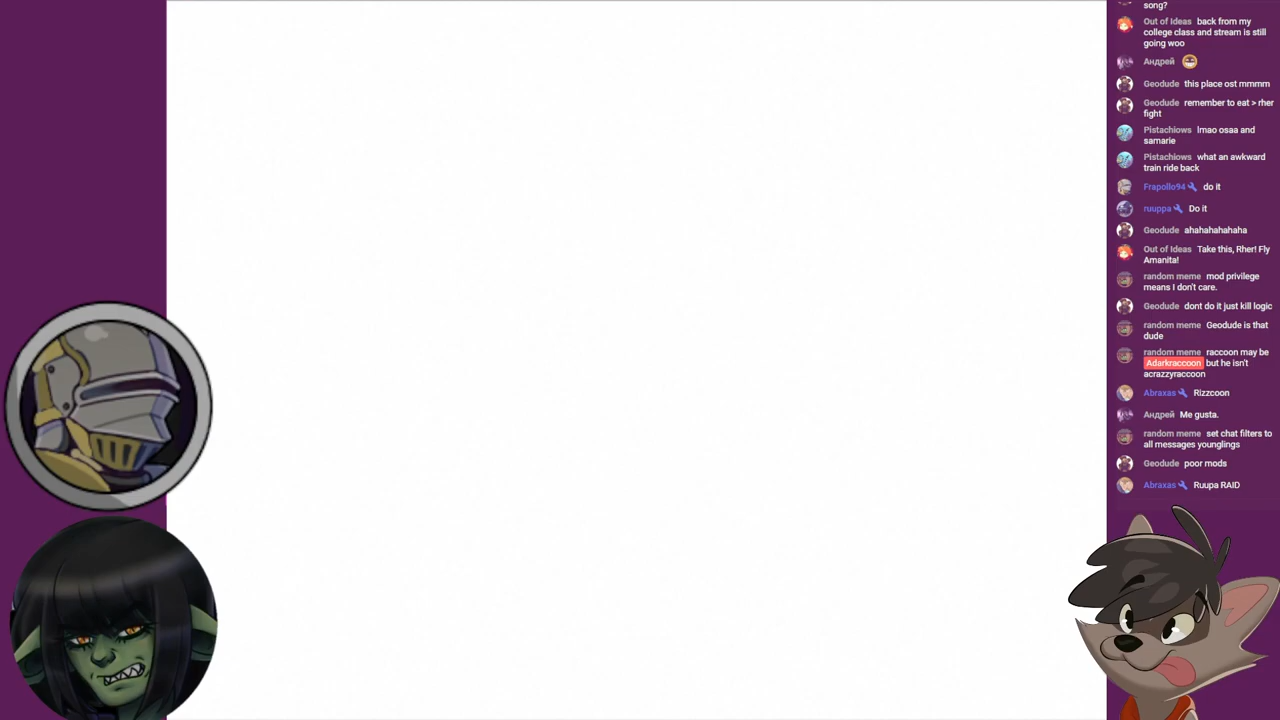 song?
Out of Ideas back from my
college class and stream is still
going woo
Андрей
Geodude this place ost mmmm
Geodude remember to eat > rher
fight
Pistachiows lmao osaa and
samarie
Pistachiows what an awkward
train ride back
Frapollo94 do it
ruuppa Do it
Geodude ahahahahahaha
Out of Ideas Take this, Rher! Fly
Amanita!
random meme mod privilege
means I don't care.
Geodude dont do it just kill logic
random meme Geodude is that
dude
random meme raccoon may be
Adarkraccoon but he isn't
acrazzyraccoon
Abraxas Rizzcoon
Андрей Me gusta.
random meme set chat filters to
all messages younglings
Geodude poor mods
Abraxas Ruupa RAID